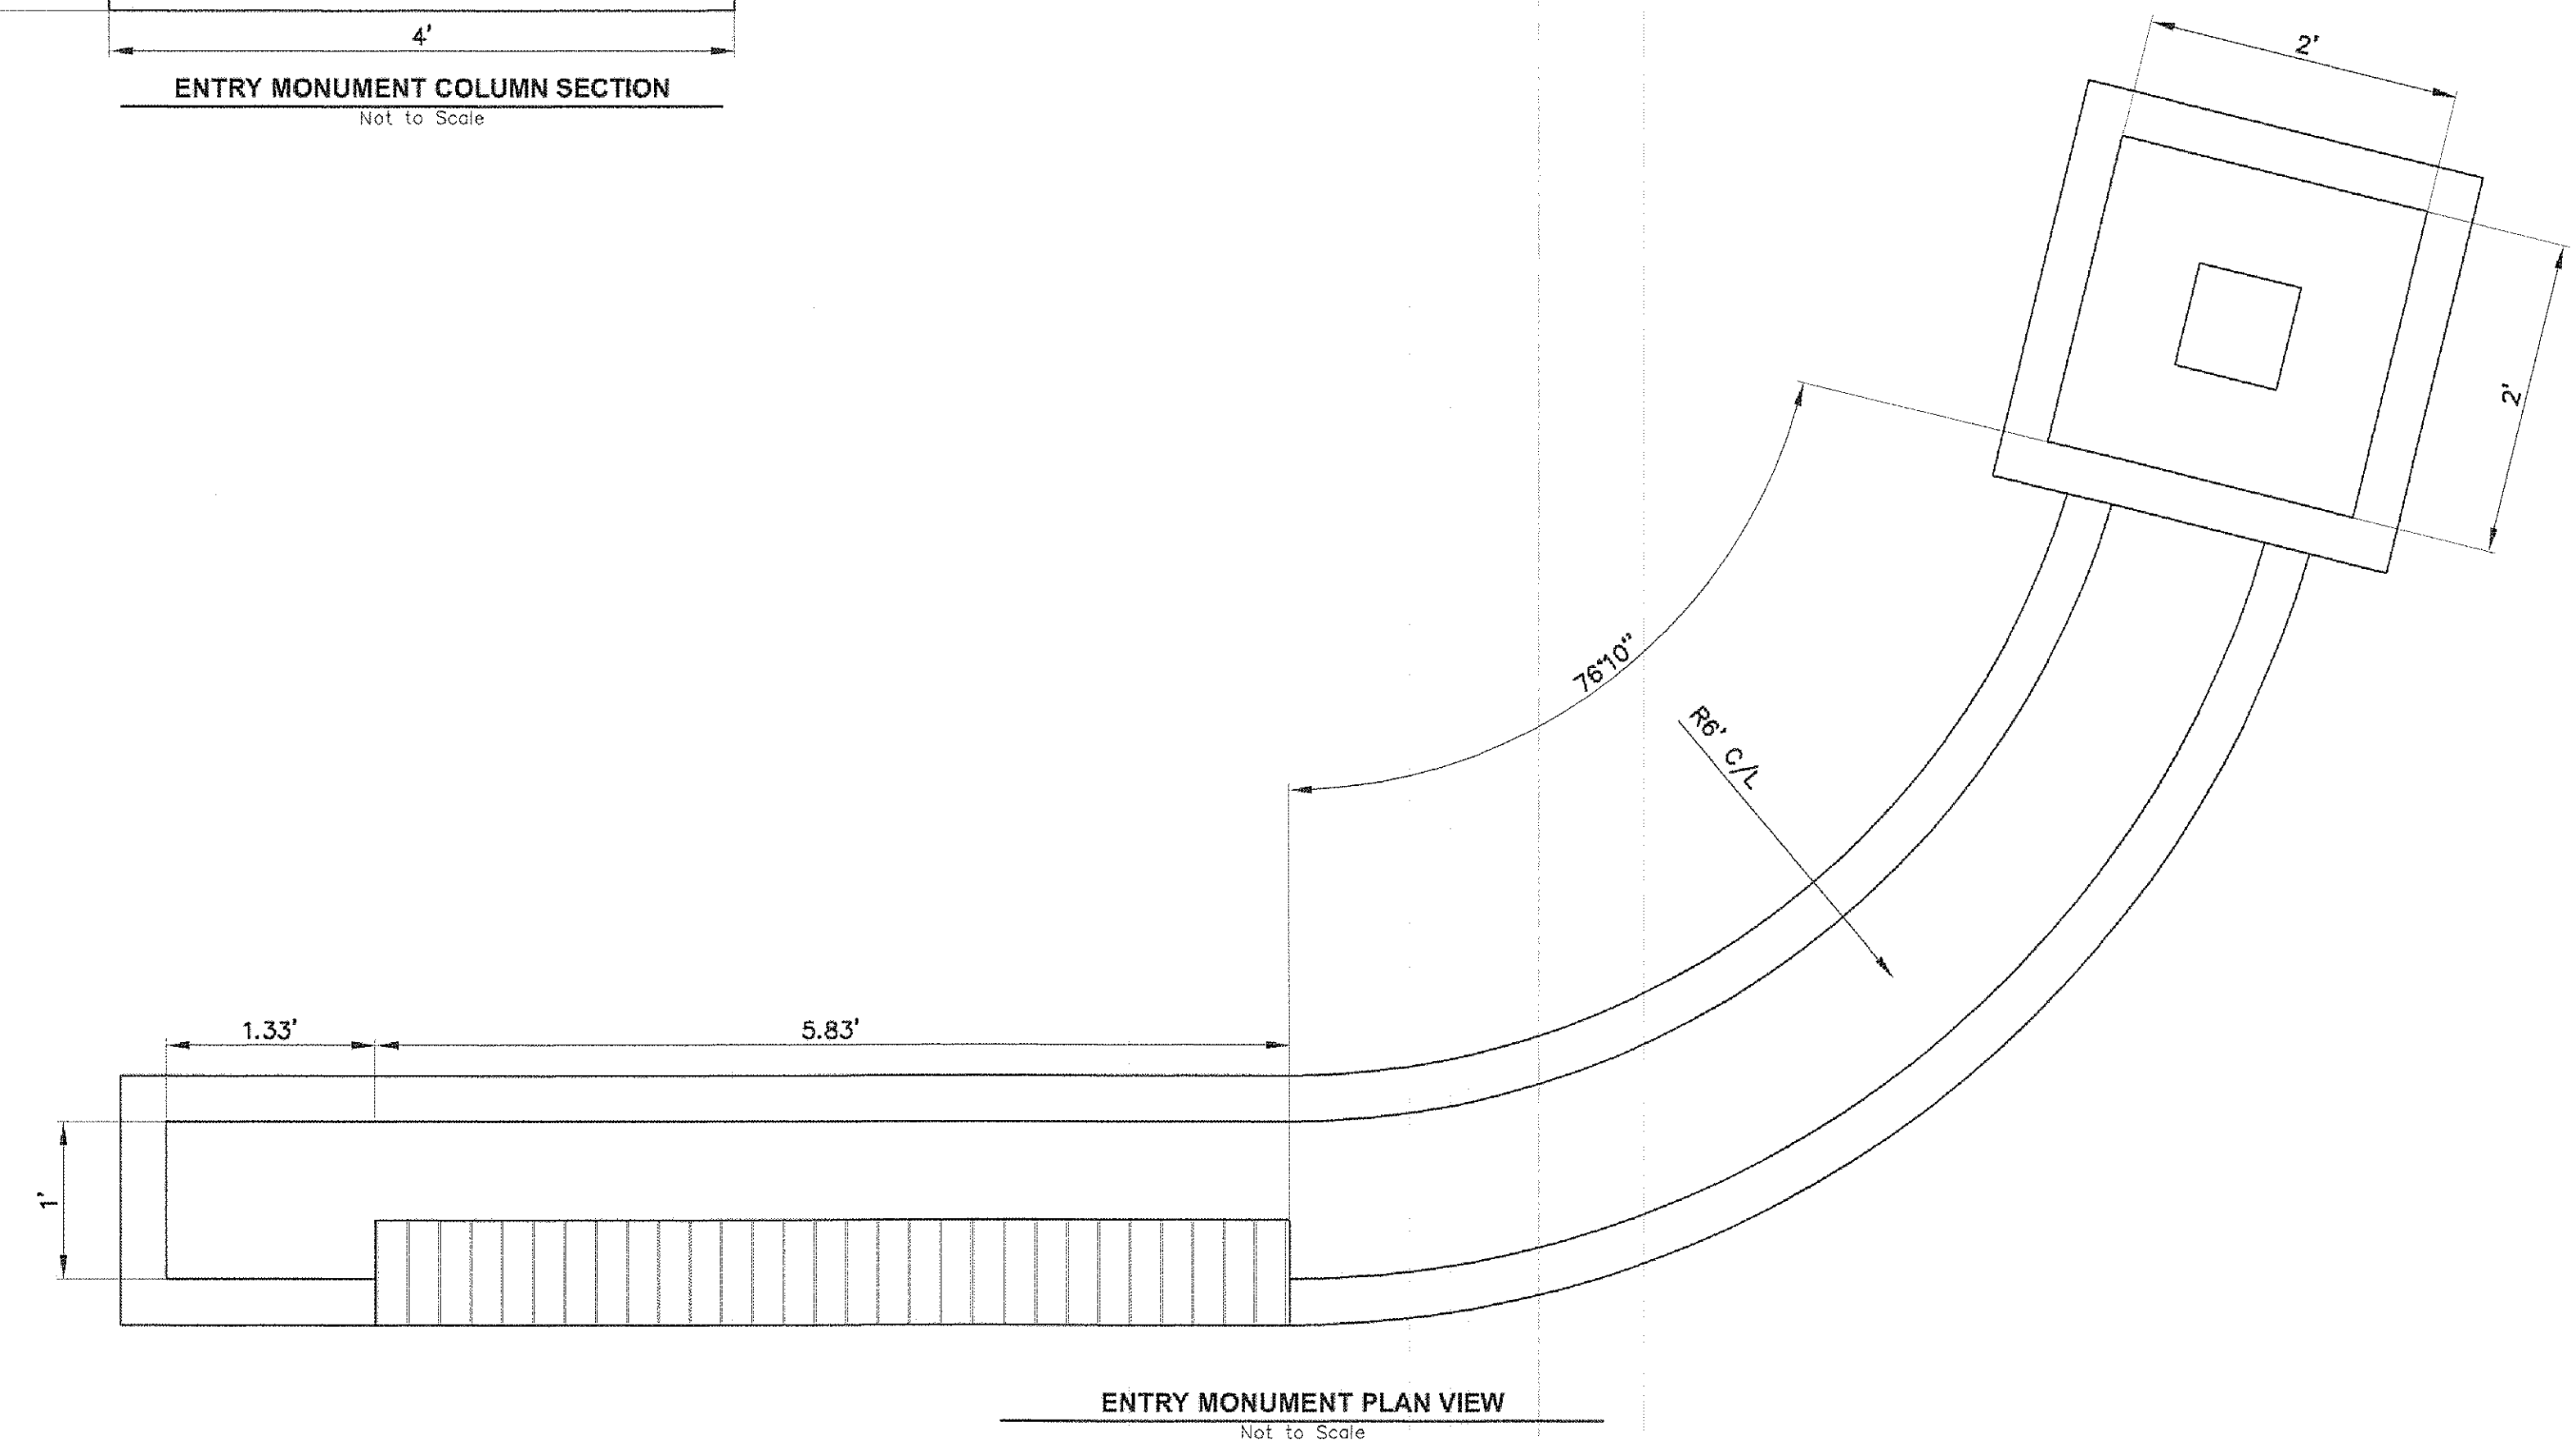 4'
ENTRY MONUMENT COLUMN SECTION
Not to Scale
2'
2'
76°10"
R6' C/L
1.33'
5.83'
1'
ENTRY MONUMENT PLAN VIEW
Not to Scale